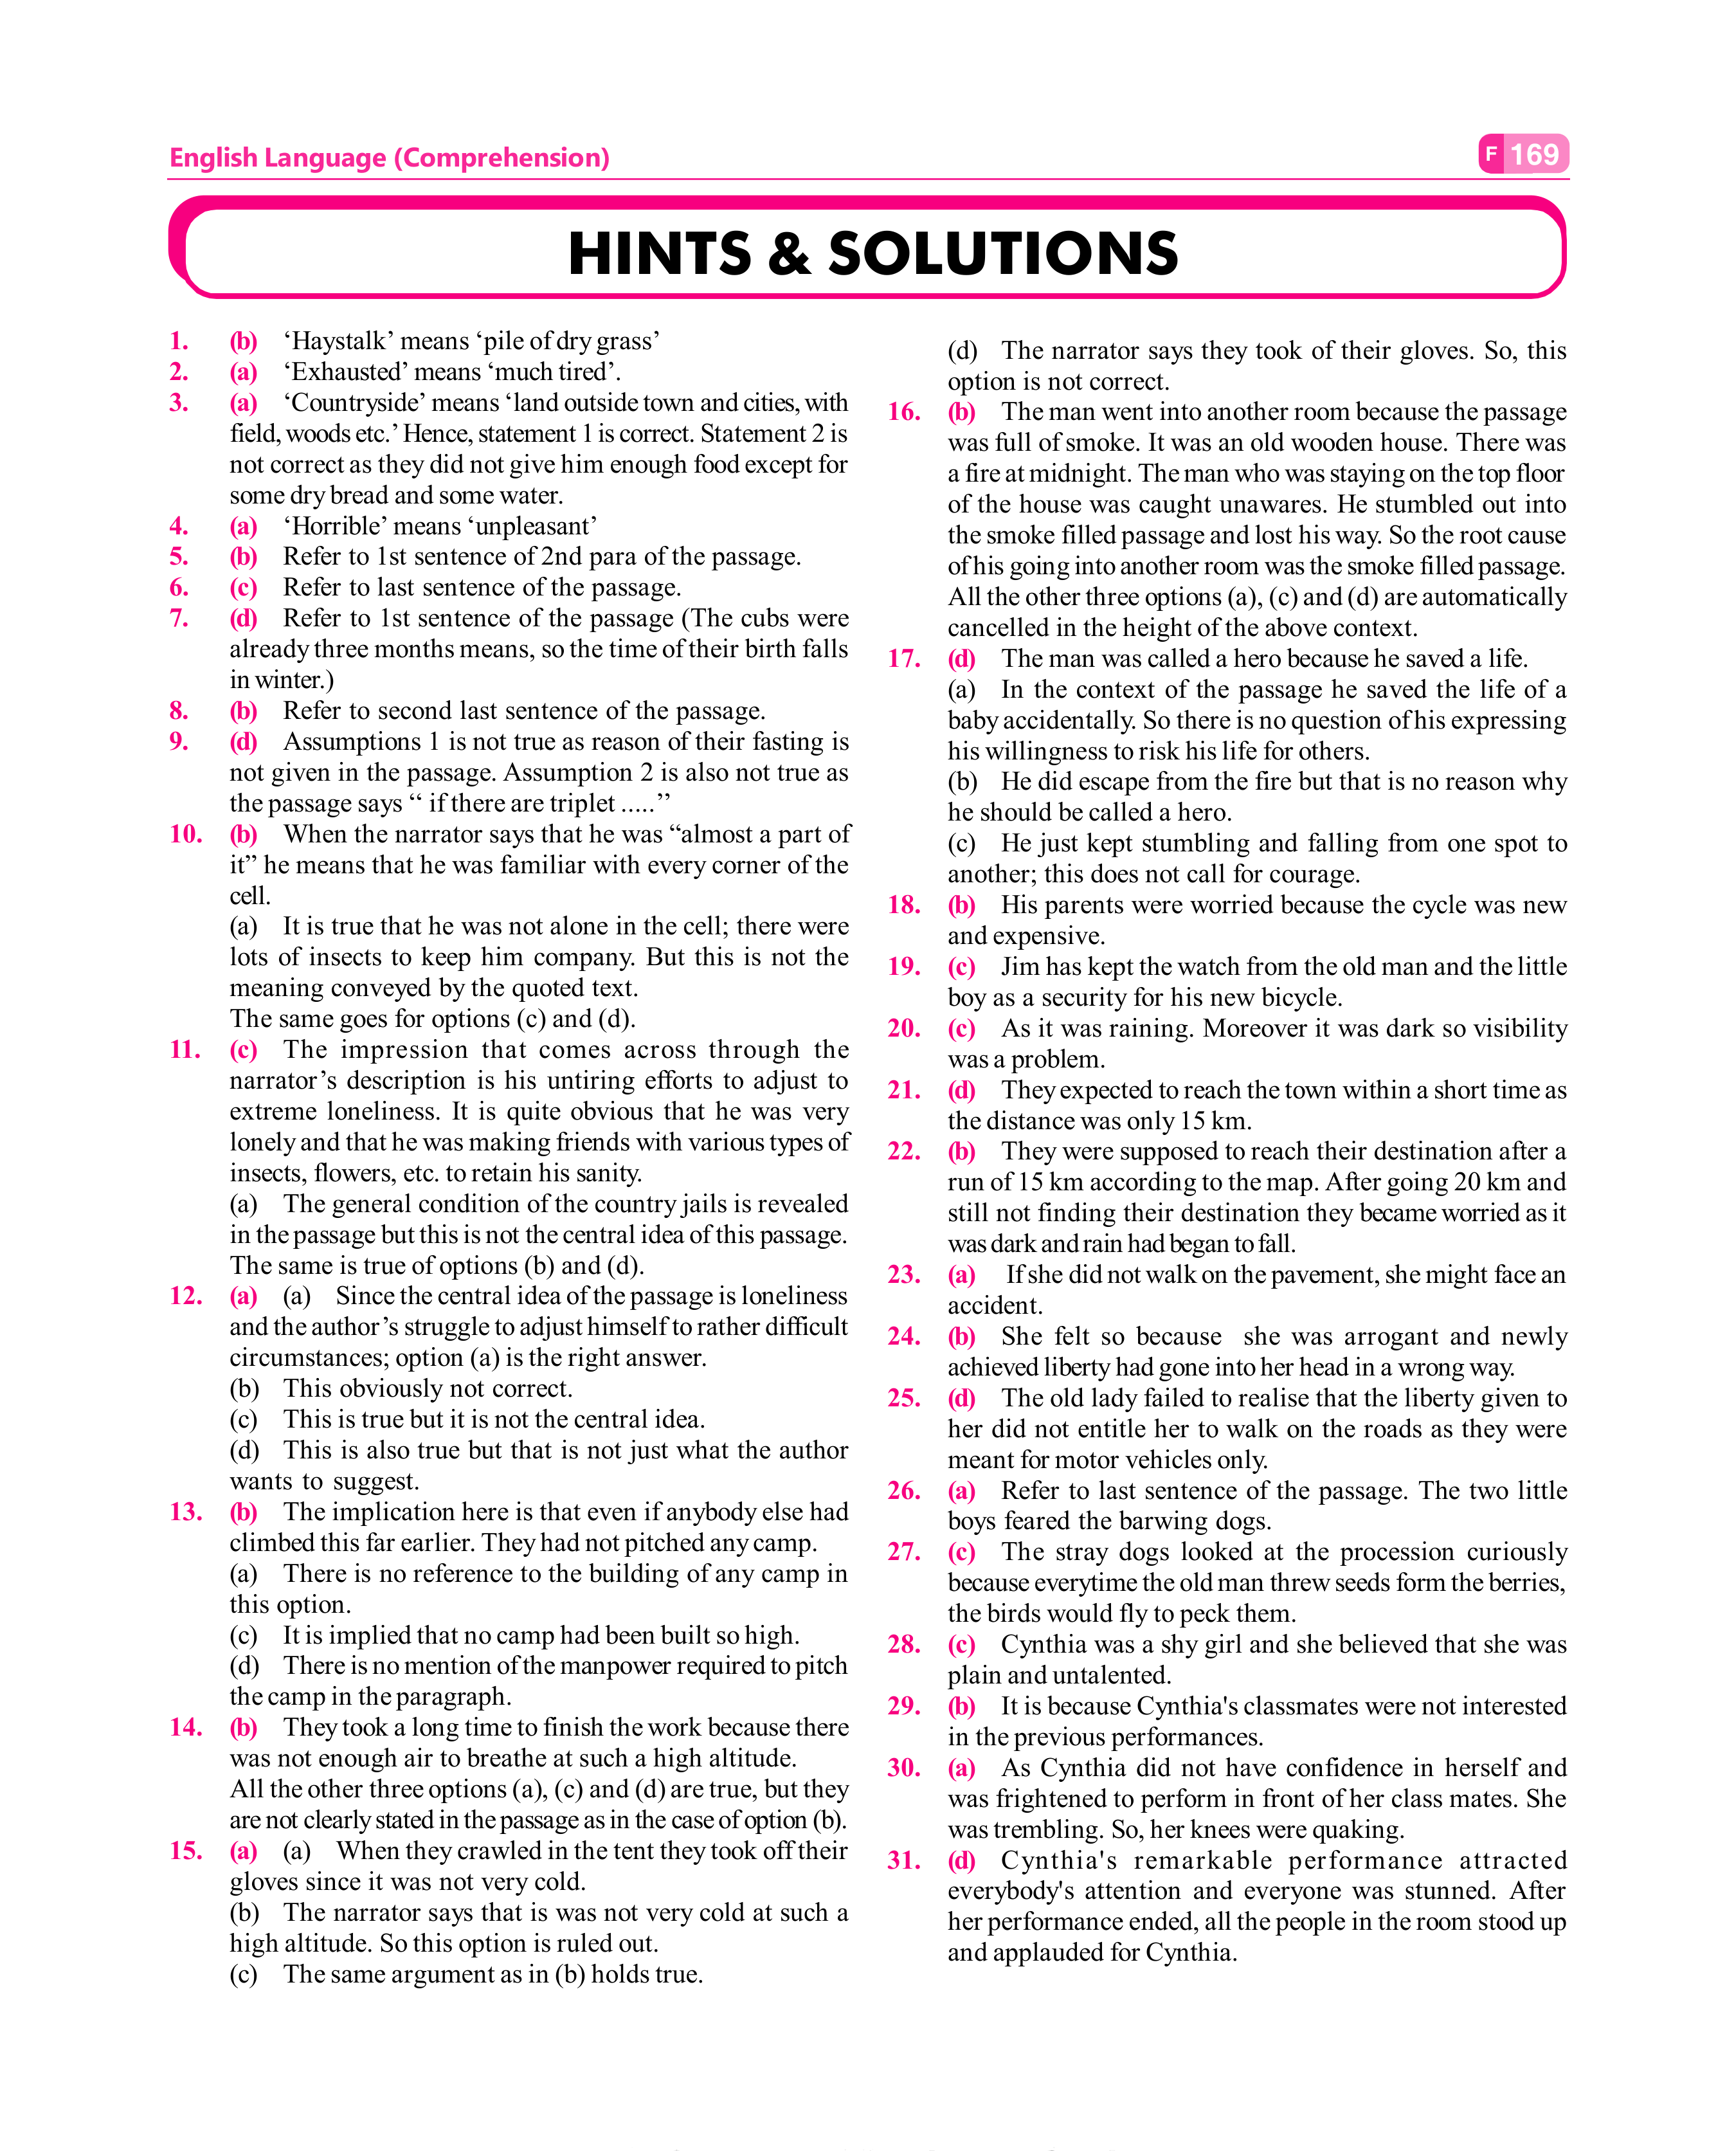 English Language (Comprehension)
F 169
HINTS & SOLUTIONS
1. (b) ‘Haystalk’ means ‘pile of dry grass’
2. (a) ‘Exhausted’ means ‘much tired’.
3. (a) ‘Countryside’ means ‘land outside town and cities, with
field, woods etc.’ Hence, statement 1 is correct. Statement 2 is
not correct as they did not give him enough food except for
some dry bread and some water.
4. (a) ‘Horrible’ means ‘unpleasant’
5. (b) Refer to 1st sentence of 2nd para of the passage.
6. (c) Refer to last sentence of the passage.
7. (d) Refer to 1st sentence of the passage (The cubs were
already three months means, so the time of their birth falls
in winter.)
8. (b) Refer to second last sentence of the passage.
9. (d) Assumptions 1 is not true as reason of their fasting is
not given in the passage. Assumption 2 is also not true as
the passage says “ if there are triplet .....”
10. (b) When the narrator says that he was “almost a part of
it” he means that he was familiar with every corner of the
cell.
(a) It is true that he was not alone in the cell; there were
lots of insects to keep him company. But this is not the
meaning conveyed by the quoted text.
The same goes for options (c) and (d).
11. (c) The impression that comes across through the
narrator’s description is his untiring efforts to adjust to
extreme loneliness. It is quite obvious that he was very
lonely and that he was making friends with various types of
insects, flowers, etc. to retain his sanity.
(a) The general condition of the country jails is revealed
in the passage but this is not the central idea of this passage.
The same is true of options (b) and (d).
12. (a) (a) Since the central idea of the passage is loneliness
and the author’s struggle to adjust himself to rather difficult
circumstances; option (a) is the right answer.
(b) This obviously not correct.
(c) This is true but it is not the central idea.
(d) This is also true but that is not just what the author
wants to suggest.
13. (b) The implication here is that even if anybody else had
climbed this far earlier. They had not pitched any camp.
(a) There is no reference to the building of any camp in
this option.
(c) It is implied that no camp had been built so high.
(d) There is no mention of the manpower required to pitch
the camp in the paragraph.
14. (b) They took a long time to finish the work because there
was not enough air to breathe at such a high altitude.
All the other three options (a), (c) and (d) are true, but they
are not clearly stated in the passage as in the case of option (b).
15. (a) (a) When they crawled in the tent they took off their
gloves since it was not very cold.
(b) The narrator says that is was not very cold at such a
high altitude. So this option is ruled out.
(c) The same argument as in (b) holds true.
(d) The narrator says they took of their gloves. So, this
option is not correct.
16. (b) The man went into another room because the passage
was full of smoke. It was an old wooden house. There was
a fire at midnight. The man who was staying on the top floor
of the house was caught unawares. He stumbled out into
the smoke filled passage and lost his way. So the root cause
of his going into another room was the smoke filled passage.
All the other three options (a), (c) and (d) are automatically
cancelled in the height of the above context.
17. (d) The man was called a hero because he saved a life.
(a) In the context of the passage he saved the life of a
baby accidentally. So there is no question of his expressing
his willingness to risk his life for others.
(b) He did escape from the fire but that is no reason why
he should be called a hero.
(c) He just kept stumbling and falling from one spot to
another; this does not call for courage.
18. (b) His parents were worried because the cycle was new
and expensive.
19. (c) Jim has kept the watch from the old man and the little
boy as a security for his new bicycle.
20. (c) As it was raining. Moreover it was dark so visibility
was a problem.
21. (d) They expected to reach the town within a short time as
the distance was only 15 km.
22. (b) They were supposed to reach their destination after a
run of 15 km according to the map. After going 20 km and
still not finding their destination they became worried as it
was dark and rain had began to fall.
23. (a) If she did not walk on the pavement, she might face an
accident.
24. (b) She felt so because she was arrogant and newly
achieved liberty had gone into her head in a wrong way.
25. (d) The old lady failed to realise that the liberty given to
her did not entitle her to walk on the roads as they were
meant for motor vehicles only.
26. (a) Refer to last sentence of the passage. The two little
boys feared the barwing dogs.
27. (c) The stray dogs looked at the procession curiously
because everytime the old man threw seeds form the berries,
the birds would fly to peck them.
28. (c) Cynthia was a shy girl and she believed that she was
plain and untalented.
29. (b) It is because Cynthia's classmates were not interested
in the previous performances.
30. (a) As Cynthia did not have confidence in herself and
was frightened to perform in front of her class mates. She
was trembling. So, her knees were quaking.
31. (d) Cynthia's remarkable performance attracted
everybody's attention and everyone was stunned. After
her performance ended, all the people in the room stood up
and applauded for Cynthia.